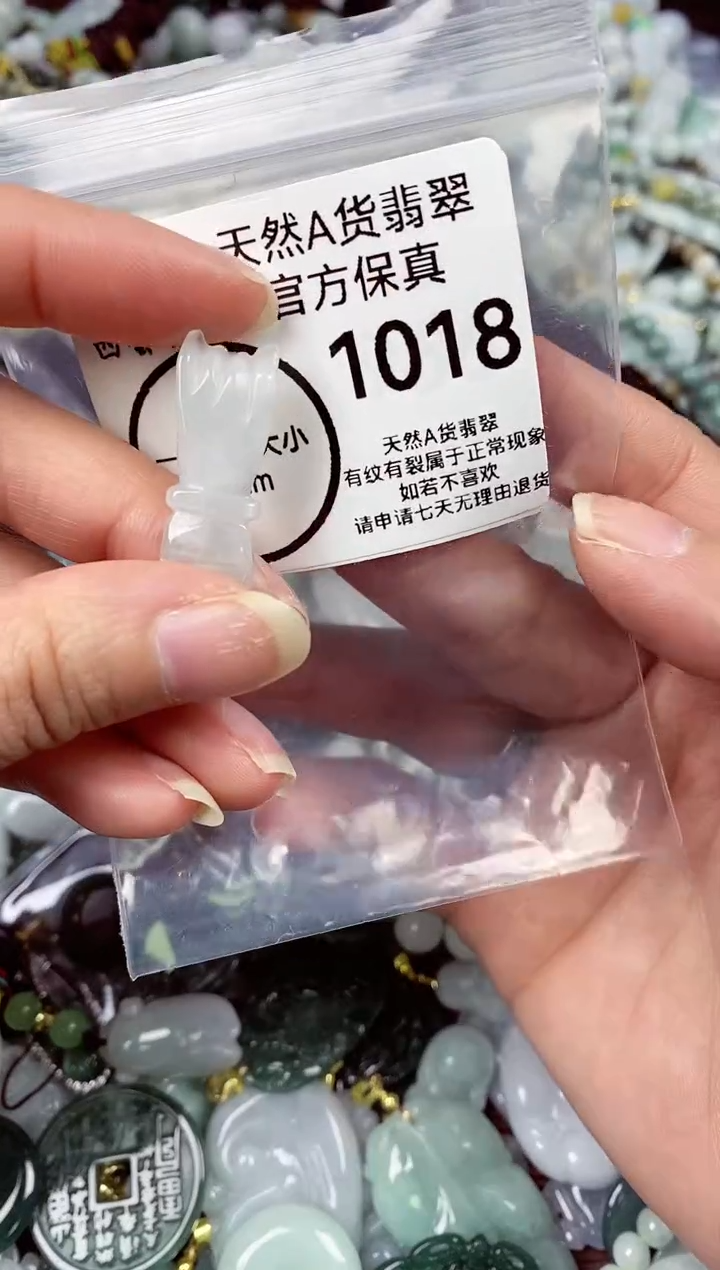 天然A货翡翠
官方保真
1018
大小
m
天然A货翡翠
有纹有裂属于正常现象
如若不喜欢
请申请七天无理由退货